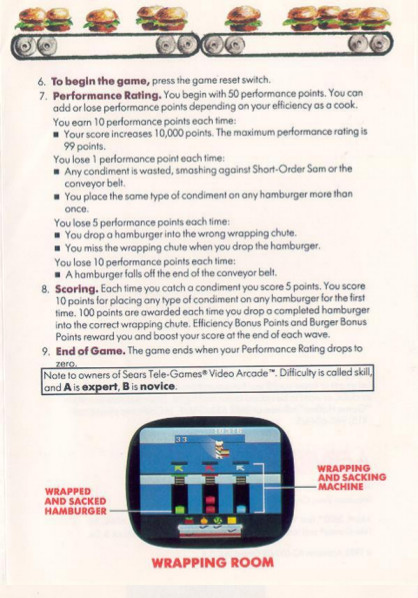 6. To begin the game, press the game reset switch.
7. Performance Rating. You begin with 50 performance points. You can
add or lose performance points depending on your efficiency as a cook.
You earn 10 performance points each time:
■ Your score increases 10,000 points. The maximum performance rating is
99 points.
You lose 1 performance point each time:
■ Any condiment is wasted, smashing against Short-Order Sam or the
conveyor belt.
■ You place the same type of condiment on any hamburger more than
once.
You lose 5 performance points each time:
■ You drop a hamburger into the wrong wrapping chute.
■ You miss the wrapping chute when you drop the hamburger.
You lose 10 performance points each time:
■ A hamburger falls off the end of the conveyor belt.
8. Scoring. Each time you catch a condiment you score 5 points. You score
10 points for placing any type of condiment on any hamburger for the first
time. 100 points are awarded each time you drop a completed hamburger
into the correct wrapping chute. Efficiency Bonus Points and Burger Bonus
Points reward you and boost your score at the end of each wave.
9. End of Game. The game ends when your Performance Rating drops to
zero.
Note to owners of Sears Tele-Games® Video Arcade™. Difficulty is called skill,
and A is expert, B is novice.
33
WRAPPING
AND SACKING
MACHINE
WRAPPED
AND SACKED
HAMBURGER
WRAPPING ROOM